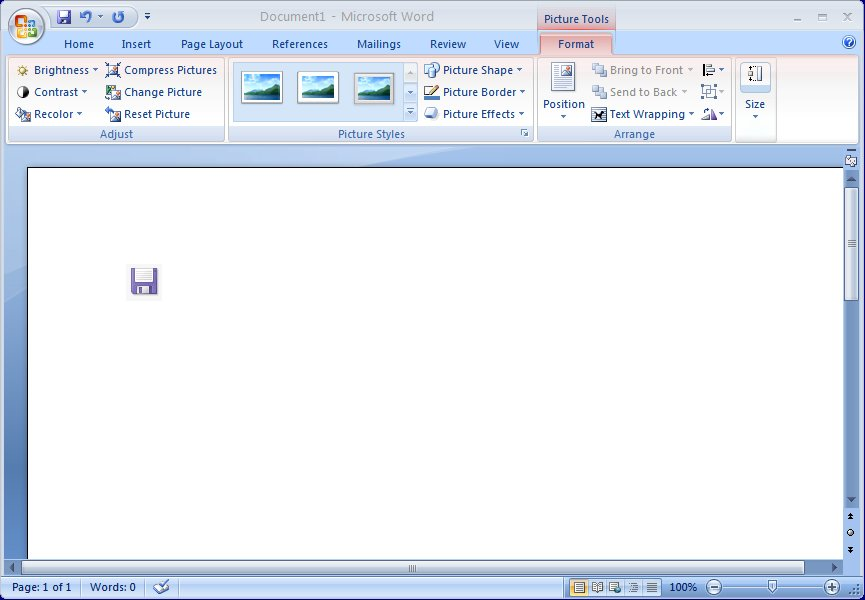 Document1 - Microsoft Word
Picture Tools
Home Insert Page Layout References Mailings Review View Format
Brightness Compress Pictures Picture Shape Bring to Front
Contrast Change Picture Picture Border Position Send to Back Size
Recolor Reset Picture Picture Effects Text Wrapping
Adjust Picture Styles Arrange
Page: 1 of 1 Words: 0 100%